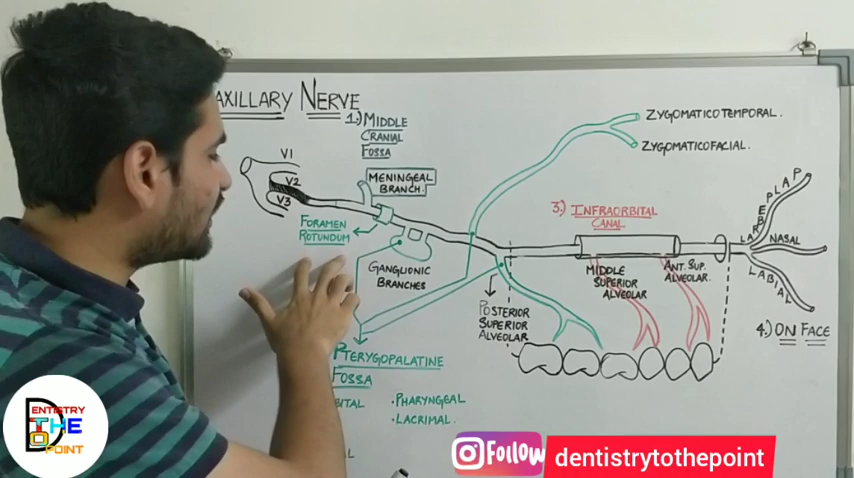 AXILLARY NERVE
1.) MIDDLE
CRANIAL
FOSSA
V1
V2
V3
MENINGEAL
BRANCH.
FORAMEN
ROTUNDUM
GANGLIONIC
BRANCHES
ZYGOMATICOTEMPORAL.
ZYGOMATICOFACIAL.
3.) INFRAORBITAL
CANAL
MIDDLE
SUPERIOR
ALVEOLAR
ANT. SUP.
ALVEOLAR.
POSTERIOR
SUPERIOR
ALVEOLAR
PALPEBRAL
NASAL
LABIAL
4.) ON FACE
PTERYGOPALATINE
FOSSA
BITAL
• PHARYNGEAL
• LACRIMAL.
DENTISTRY
THE
TO
POINT
Follow
dentistrytothepoint